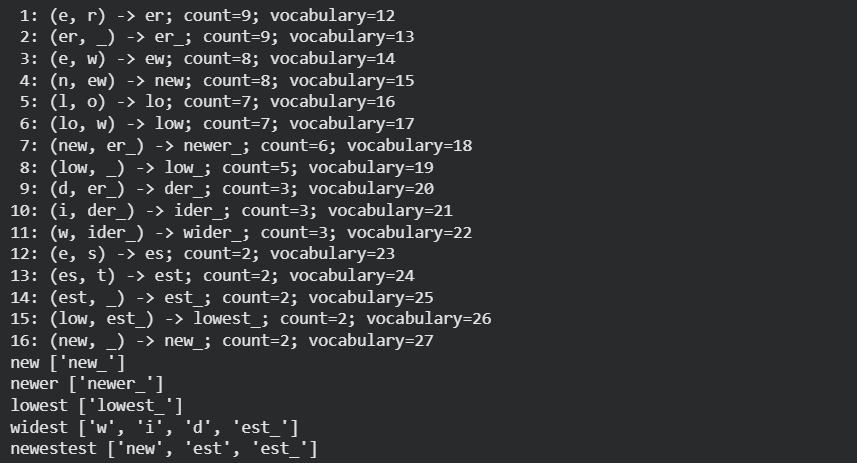 1: (e, r) -> er; count=9; vocabulary=12
2: (er, _) -> er_; count=9; vocabulary=13
3: (e, w) -> ew; count=8; vocabulary=14
4: (n, ew) -> new; count=8; vocabulary=15
5: (l, o) -> lo; count=7; vocabulary=16
6: (lo, w) -> low; count=7; vocabulary=17
7: (new, er_) -> newer_; count=6; vocabulary=18
8: (low, _) -> low_; count=5; vocabulary=19
9: (d, er_) -> der_; count=3; vocabulary=20
10: (i, der_) -> ider_; count=3; vocabulary=21
11: (w, ider_) -> wider_; count=3; vocabulary=22
12: (e, s) -> es; count=2; vocabulary=23
13: (es, t) -> est; count=2; vocabulary=24
14: (est, _) -> est_; count=2; vocabulary=25
15: (low, est_) -> lowest_; count=2; vocabulary=26
16: (new, _) -> new_; count=2; vocabulary=27
new ['new_']
newer ['newer_']
lowest ['lowest_']
widest ['w', 'i', 'd', 'est_']
newestest ['new', 'est', 'est_']